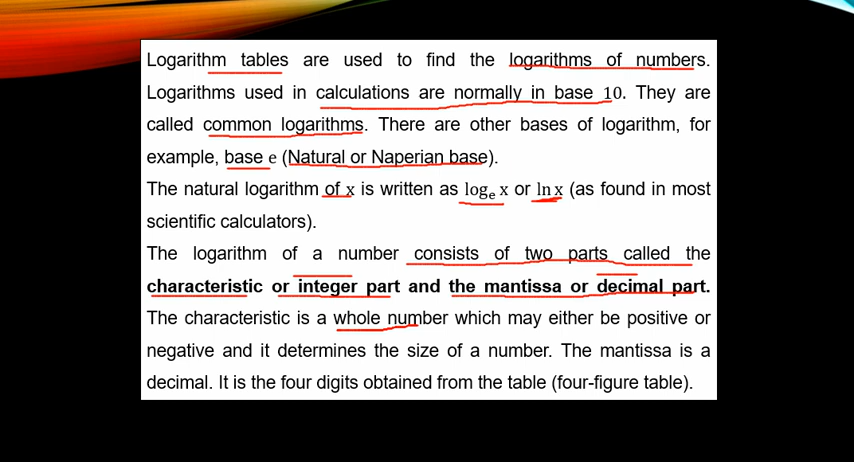 Logarithm tables are used to find the logarithms of numbers.
Logarithms used in calculations are normally in base 10. They are
called common logarithms. There are other bases of logarithm, for
example, base e (Natural or Naperian base).
The natural logarithm of x is written as logₑ x or ln x (as found in most
scientific calculators).
The logarithm of a number consists of two parts called the
characteristic or integer part and the mantissa or decimal part.
The characteristic is a whole number which may either be positive or
negative and it determines the size of a number. The mantissa is a
decimal. It is the four digits obtained from the table (four-figure table).